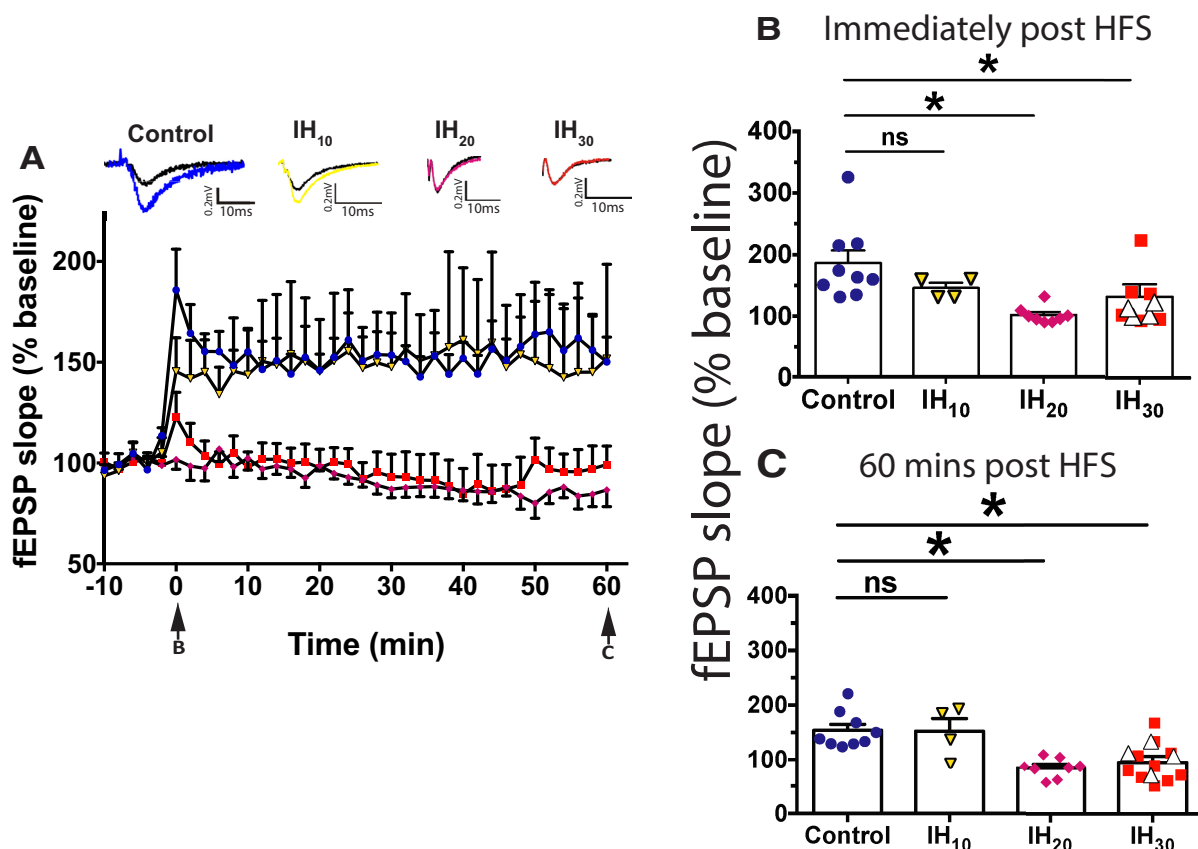 A
Control
IH10
IH20
IH30
0.2mV
10ms
0.2mV
10ms
0.2mV
10ms
0.2mV
10ms
fEPSP slope (% baseline)
200
150
100
50
-10
0
10
20
30
40
50
60
B
C
Time (min)
B
Immediately post HFS
*
*
ns
400
300
200
100
0
Control
IH10
IH20
IH30
fEPSP slope (% baseline)
C
60 mins post HFS
*
*
ns
400
300
200
100
0
Control
IH10
IH20
IH30